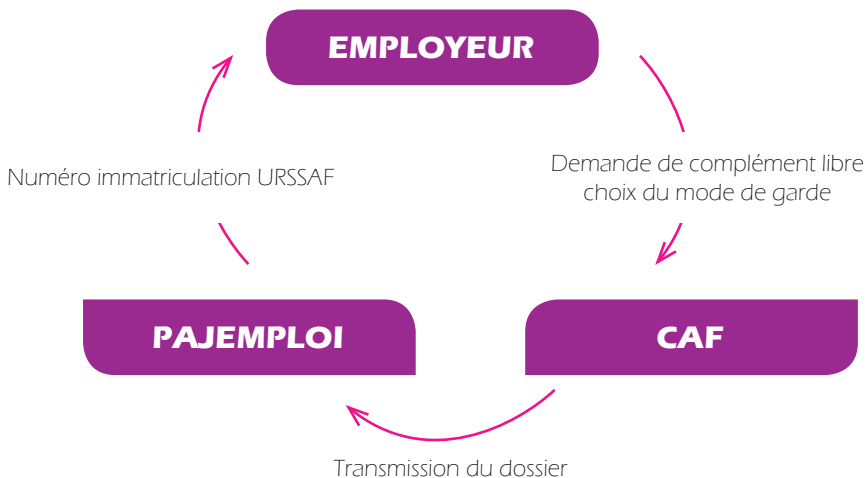 EMPLOYEUR
Numéro immatriculation URSSAF
Demande de complément libre
choix du mode de garde
PAJEMPLOI
CAF
Transmission du dossier